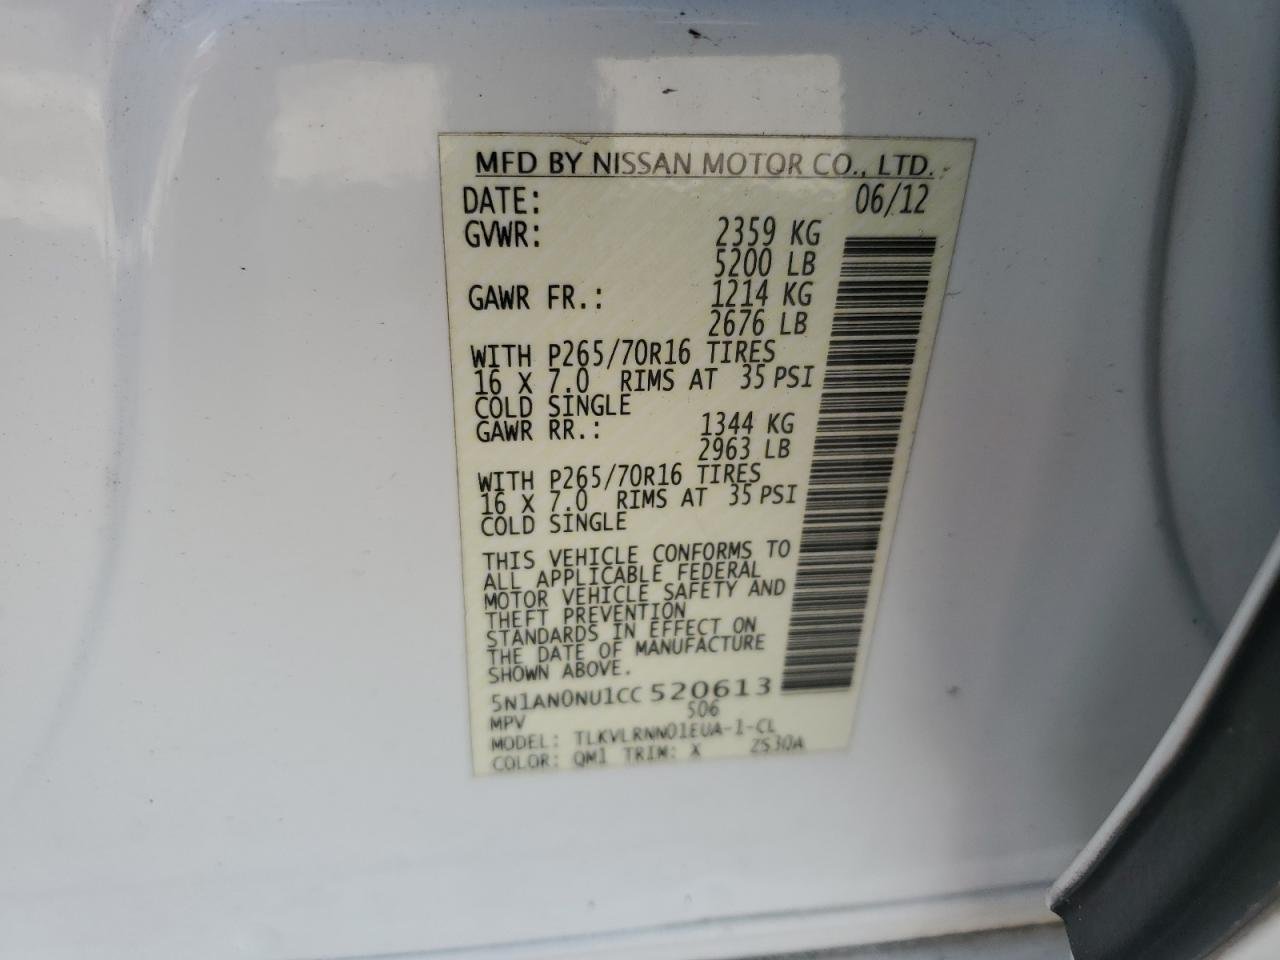 MFD BY NISSAN MOTOR CO., LTD.
DATE: 06/12
GVWR: 2359 KG
5200 LB
GAWR FR.: 1214 KG
2676 LB
WITH P265/70R16 TIRES
16 X 7.0 RIMS AT 35 PSI
COLD SINGLE
GAWR RR.: 1344 KG
2963 LB
WITH P265/70R16 TIRES
16 X 7.0 RIMS AT 35 PSI
COLD SINGLE
THIS VEHICLE CONFORMS TO
ALL APPLICABLE FEDERAL
MOTOR VEHICLE SAFETY AND
THEFT PREVENTION
STANDARDS IN EFFECT ON
THE DATE OF MANUFACTURE
SHOWN ABOVE.
5N1AN0NU1CC 520613
MPV 506
MODEL: TLKVLRNN01EUA-1-CL
COLOR: QM1 TRIM: X ZS30A